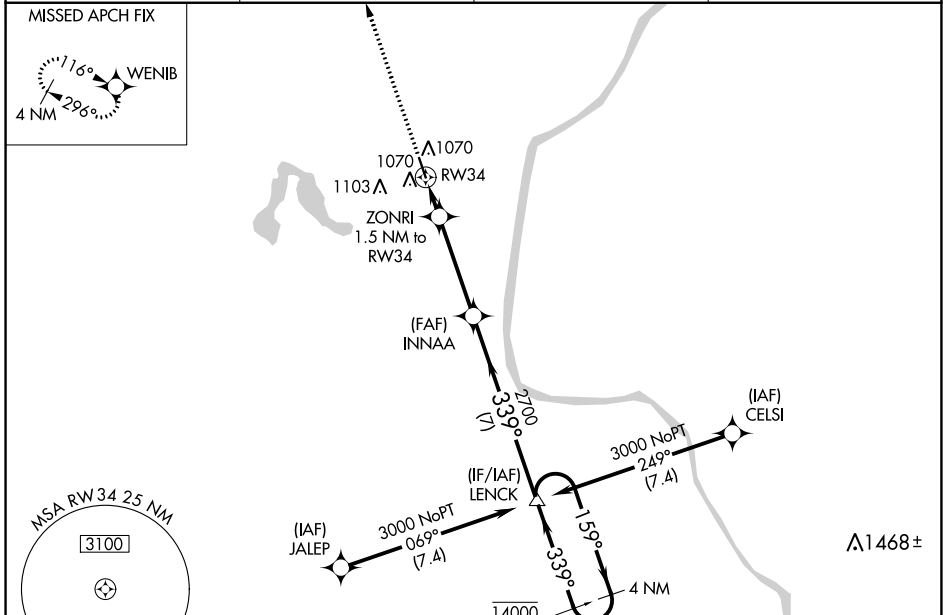 MISSED APCH FIX
116°
WENIB
4 NM
296°
1070
1070
1103
RW34
ZONRI
1.5 NM to
RW34
(FAF)
INNAA
2700
339°
(7)
(IAF)
CELSI
3000 NoPT
249°
(7.4)
(IF/IAF)
LENCK
MSA RW34 25 NM
3100
(IAF)
JALEP
3000 NoPT
069°
(7.4)
159°
339°
4 NM
14000
1468±